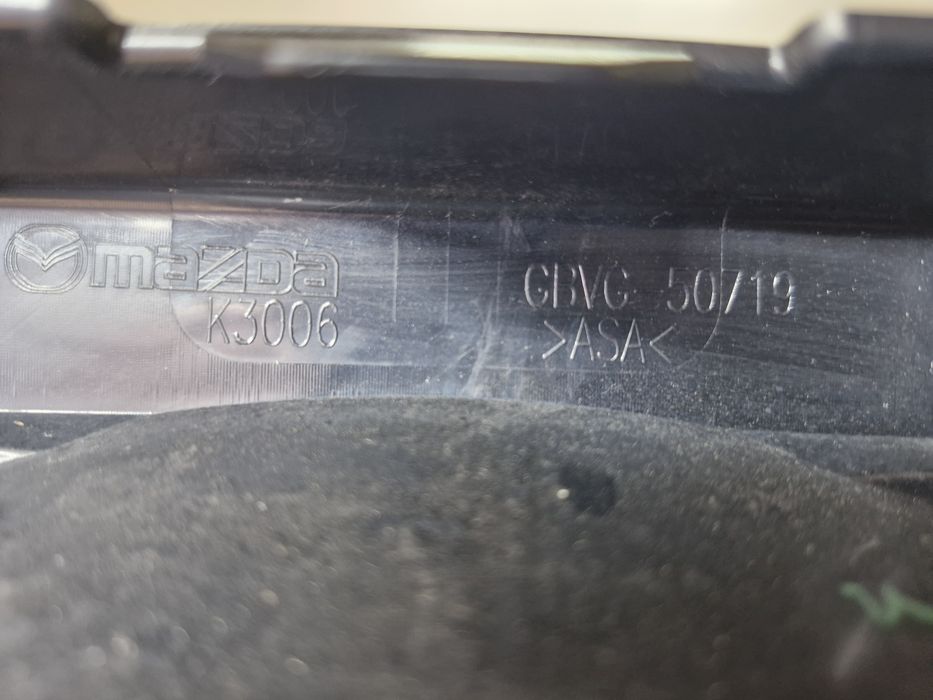 mazda
K3006
GBVG 50719
>ASA<